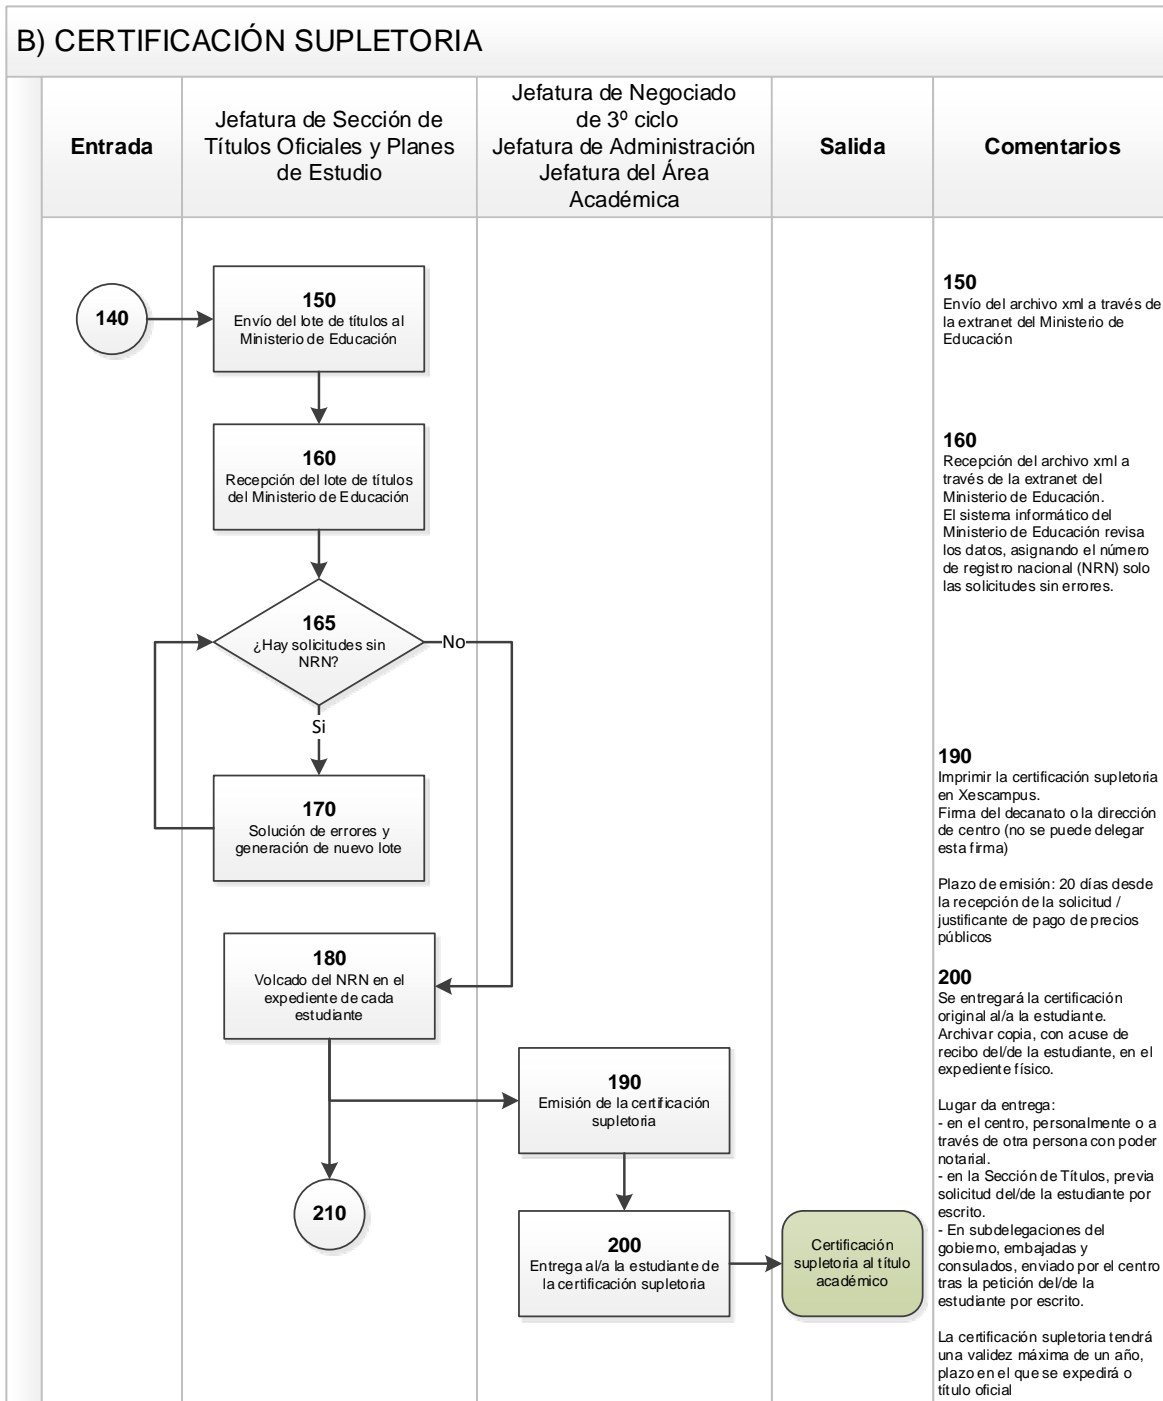 B) CERTIFICACIÓN SUPLETORIA
Entrada
Jefatura de Sección de
Títulos Oficiales y Planes
de Estudio
Jefatura de Negociado
de 3º ciclo
Jefatura de Administración
Jefatura del Área
Académica
Salida
Comentarios
140
150
Envío del lote de títulos al
Ministerio de Educación
160
Recepción del lote de títulos
del Ministerio de Educación
165
¿Hay solicitudes sin
NRN?
No
Si
170
Solución de errores y
generación de nuevo lote
180
Volcado del NRN en el
expediente de cada
estudiante
190
Emisión de la certificación
supletoria
210
200
Entrega al/a la estudiante de
la certificación supletoria
Certificación
supletoria al título
académico
150
Envío del archivo xml a través de
la extranet del Ministerio de
Educación
160
Recepción del archivo xml a
través de la extranet del
Ministerio de Educación.
El sistema informático del
Ministerio de Educación revisa
los datos, asignando el número
de registro nacional (NRN) solo
las solicitudes sin errores.
190
Imprimir la certificación supletoria
en Xescampus.
Firma del decanato o la dirección
de centro (no se puede delegar
esta firma)
Plazo de emisión: 20 días desde
la recepción de la solicitud /
justificante de pago de precios
públicos
200
Se entregará la certificación
original al/a la estudiante.
Archivar copia, con acuse de
recibo del/de la estudiante, en el
expediente físico.
Lugar da entrega:
- en el centro, personalmente o a
través de otra persona con poder
notarial.
- en la Sección de Títulos, previa
solicitud del/de la estudiante por
escrito.
- En subdelegaciones del
gobierno, embajadas y
consulados, enviado por el centro
tras la petición del/de la
estudiante por escrito.
La certificación supletoria tendrá
una validez máxima de un año,
plazo en el que se expedirá o
título oficial